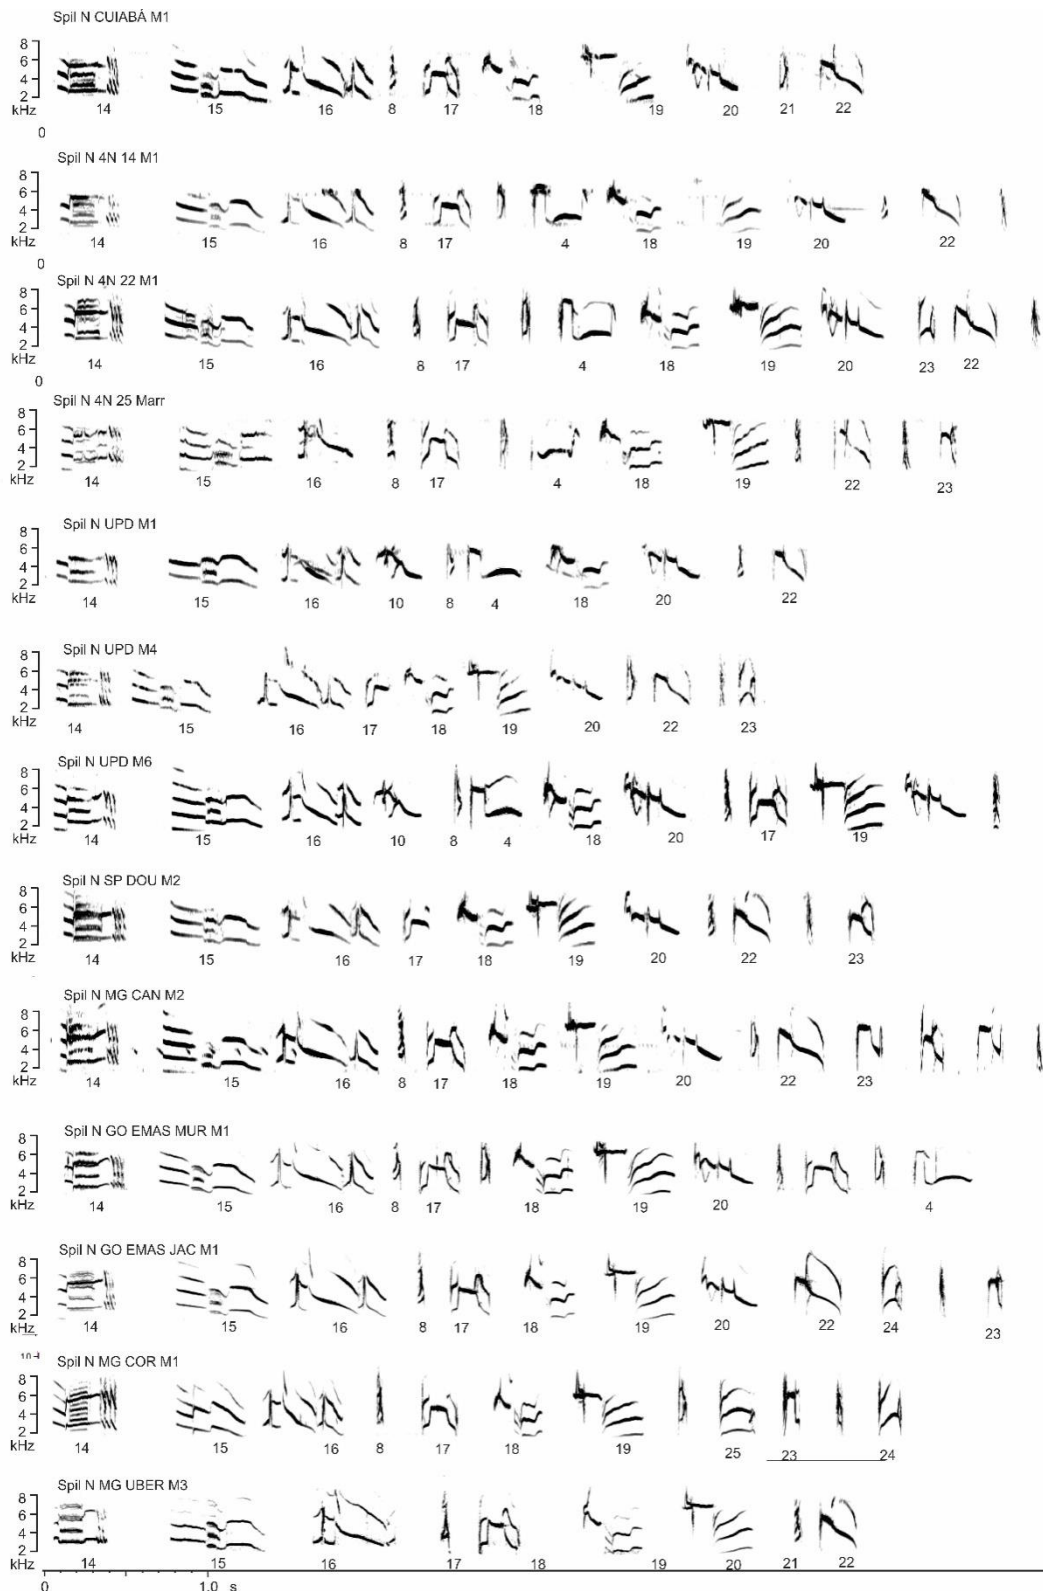 Spil N CUIABÁ M1
8
6
4
2
kHz
14 15 16 8 17 18 19 20 21 22
0
Spil N 4N 14 M1
8
6
4
2
kHz
14 15 16 8 17 4 18 19 20 22
0
Spil N 4N 22 M1
8
6
4
2
kHz
14 15 16 8 17 4 18 19 20 23 22
0
Spil N 4N 25 Marr
8
6
4
2
kHz
14 15 16 8 17 4 18 19 22 23
Spil N UPD M1
8
6
4
2
kHz
14 15 16 10 8 4 18 20 22
Spil N UPD M4
8
6
4
2
kHz
14 15 16 17 18 19 20 22 23
Spil N UPD M6
8
6
4
2
kHz
14 15 16 10 8 4 18 20 17 19
Spil N SP DOU M2
8
6
4
2
kHz
14 15 16 17 18 19 20 22 23
Spil N MG CAN M2
8
6
4
2
kHz
14 15 16 8 17 18 19 20 22 23
Spil N GO EMAS MUR M1
8
6
4
2
kHz
14 15 16 8 17 18 19 20 4
Spil N GO EMAS JAC M1
8
6
4
2
kHz
14 15 16 8 17 18 19 20 22 24 23
10
Spil N MG COR M1
8
6
4
2
kHz
14 15 16 8 17 18 19 25 23 24
Spil N MG UBER M3
8
6
4
2
kHz
14 15 16 17 18 19 20 21 22
0 1.0 s